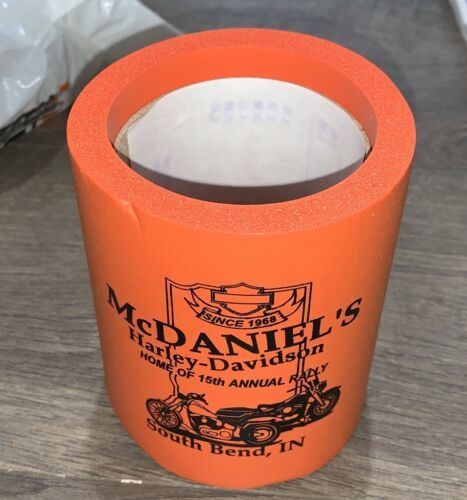 SINCE 1968
McDANIEL'S
Harley-Davidson
HOME OF 15th ANNUAL RALLY
South Bend, IN